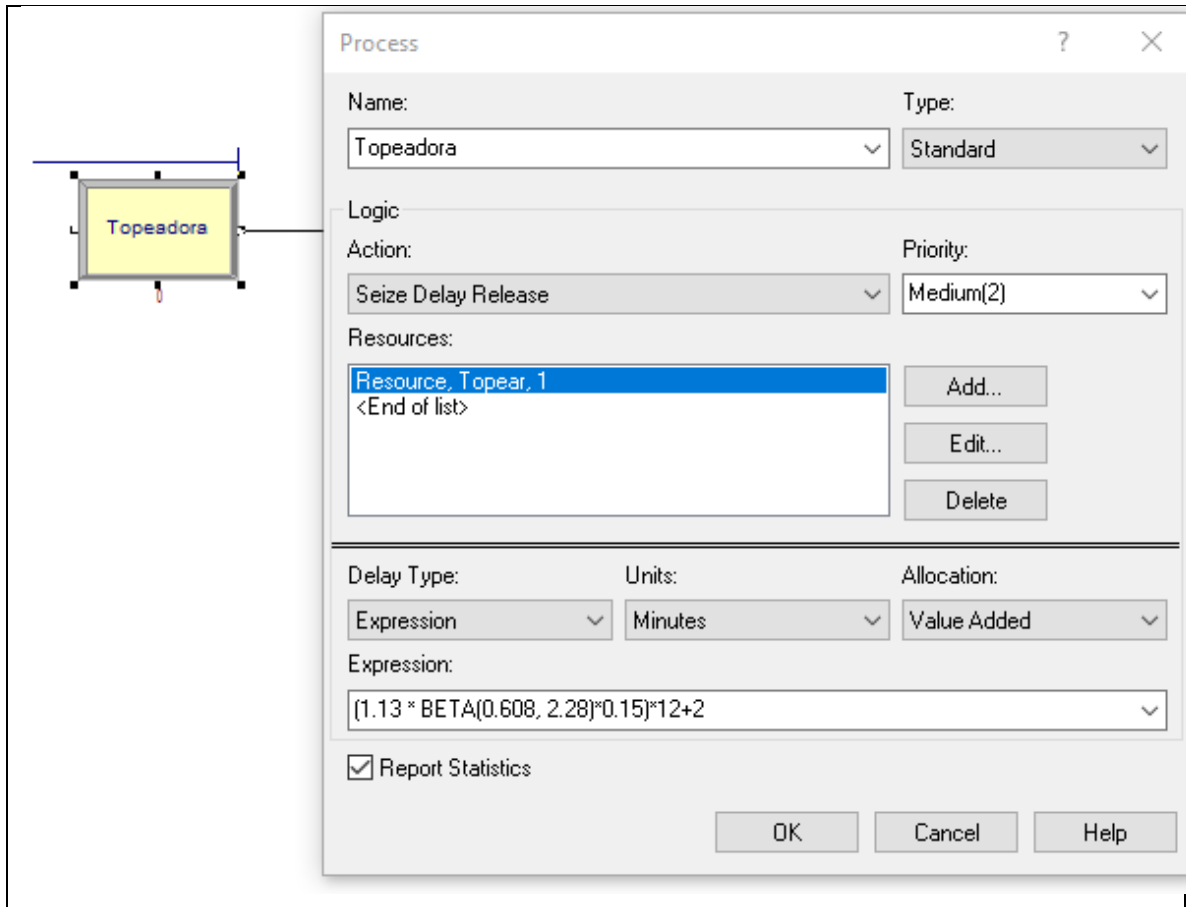 Process
?
Name:
Type:
Topeadora
Standard
Topeadora
0
Logic
Action:
Priority:
Seize Delay Release
Medium(2)
Resources:
Resource, Topear, 1
<End of list>
Add...
Edit...
Delete
Delay Type:
Units:
Allocation:
Expression
Minutes
Value Added
Expression:
(1.13 * BETA(0.608, 2.28)*0.15)*12+2
Report Statistics
OK
Cancel
Help